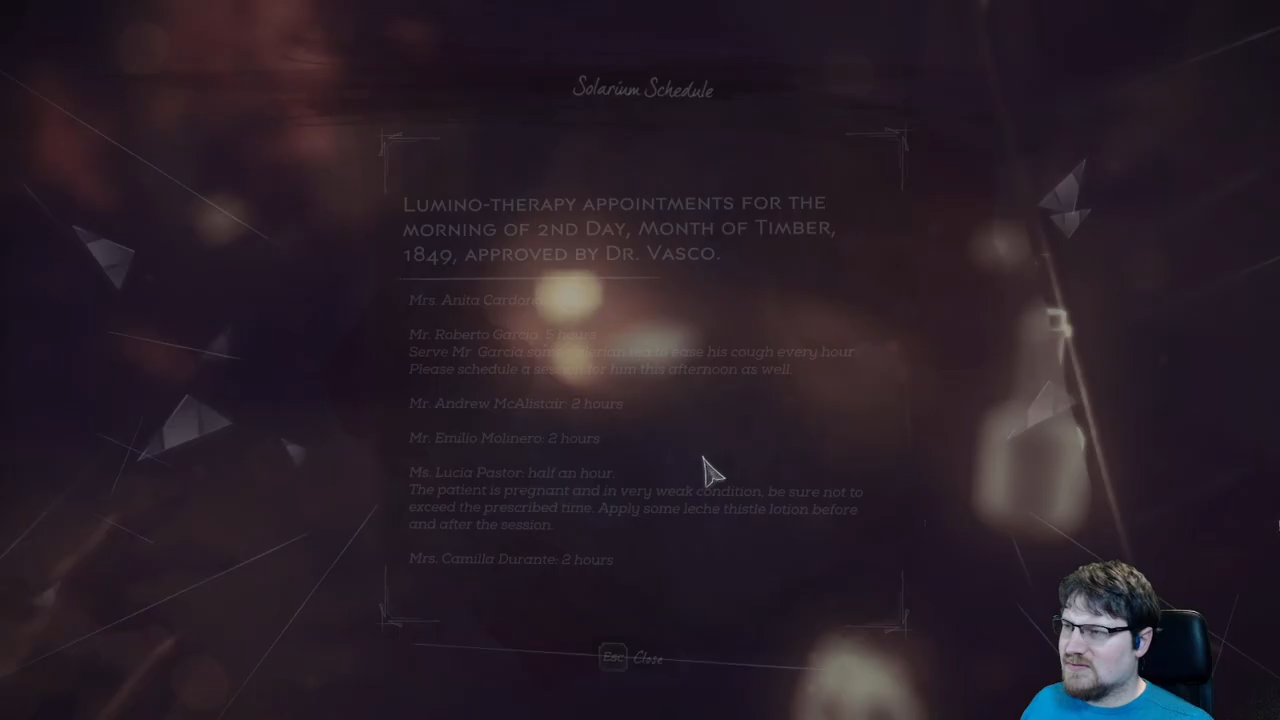 Solarium Schedule
Lumino-therapy appointments for the
morning of 2nd Day, Month of Timber,
1849, approved by Dr. Vasco.
Mrs. Anita Cardona
Mr. Roberto Garcia: 5 hours
Serve Mr Garcia some tea to ease his cough every hour
Please schedule a session for him this afternoon as well.
Mr. Andrew McAlistair: 2 hours
Mr. Emilio Molinero: 2 hours
Ms. Lucia Pastor: half an hour.
The patient is pregnant and in very weak condition, be sure not to
exceed the prescribed time. Apply some leche thistle lotion before
and after the session.
Mrs. Camilla Durante: 2 hours
Esc Close